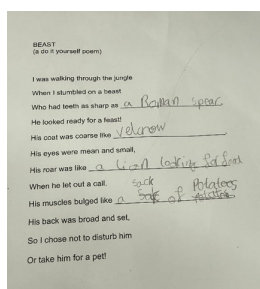 BEAST
(a do it yourself poem)
I was walking through the jungle
When I stumbled on a beast
Who had teeth as sharp as a Roman spear
He looked ready for a feast!
His coat was coarse like velcrow
His eyes were mean and small,
His roar was like a lion looking for food
When he let out a call.
His muscles bulged like a sack of Potatoes
His back was broad and set,
So I chose not to disturb him
Or take him for a pet!